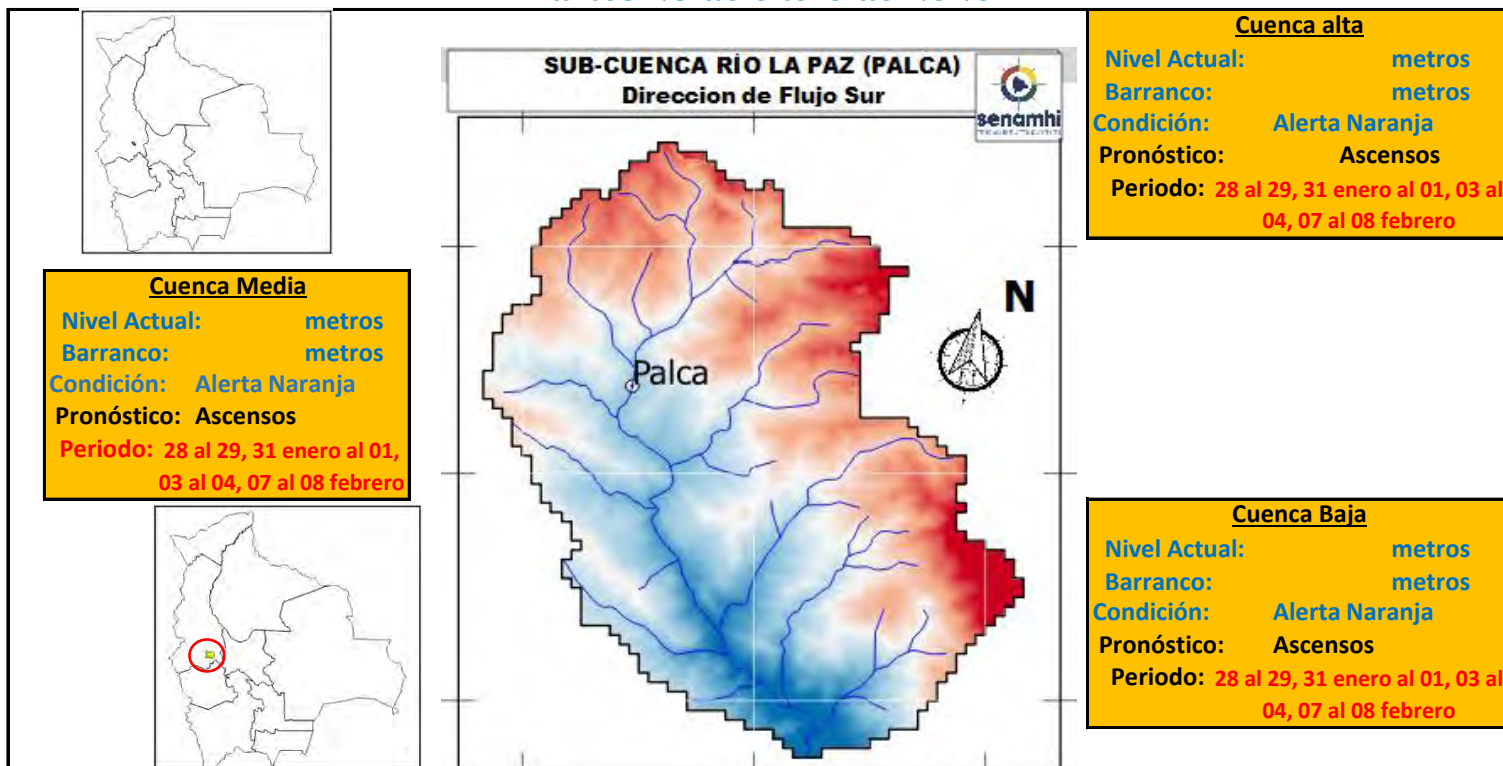 SUB-CUENCA RÍO LA PAZ (PALCA)
Direccion de Flujo Sur
senamhi
N
Palca
Cuenca alta
Nivel Actual: metros
Barranco: metros
Condición: Alerta Naranja
Pronóstico: Ascensos
Periodo: 28 al 29, 31 enero al 01, 03 al
04, 07 al 08 febrero
Cuenca Media
Nivel Actual: metros
Barranco: metros
Condición: Alerta Naranja
Pronóstico: Ascensos
Periodo: 28 al 29, 31 enero al 01,
03 al 04, 07 al 08 febrero
Cuenca Baja
Nivel Actual: metros
Barranco: metros
Condición: Alerta Naranja
Pronóstico: Ascensos
Periodo: 28 al 29, 31 enero al 01, 03 al
04, 07 al 08 febrero